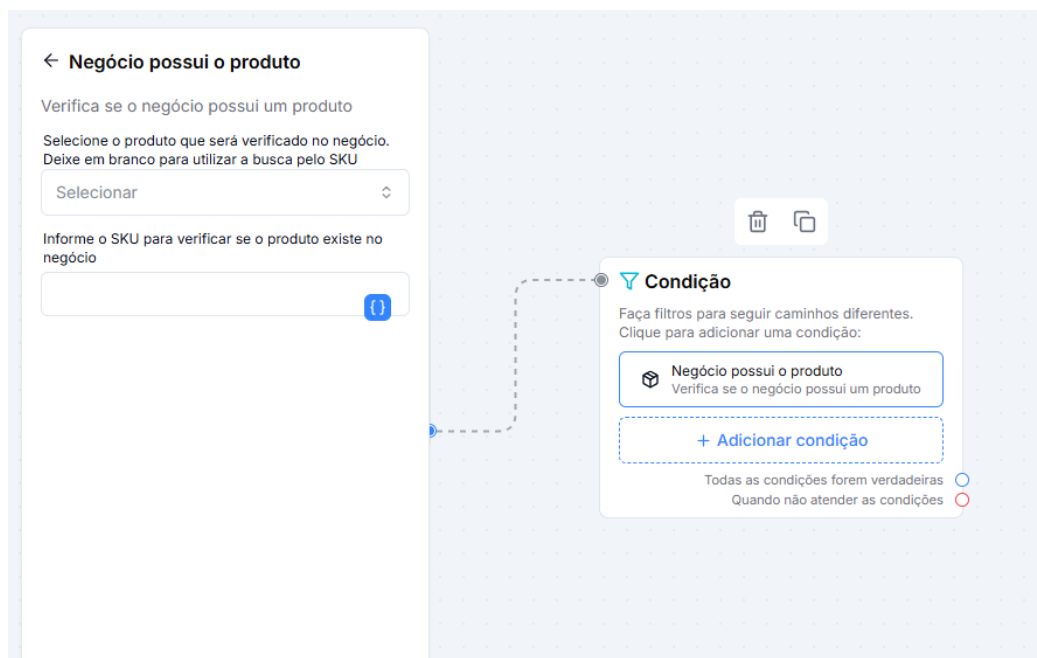 Negócio possui o produto
Verifica se o negócio possui um produto
Selecione o produto que será verificado no negócio.
Deixe em branco para utilizar a busca pelo SKU
Selecionar
Informe o SKU para verificar se o produto existe no
negócio
{}
Condição
Faça filtros para seguir caminhos diferentes.
Clique para adicionar uma condição:
Negócio possui o produto
Verifica se o negócio possui um produto
+ Adicionar condição
Todas as condições forem verdadeiras
Quando não atender as condições